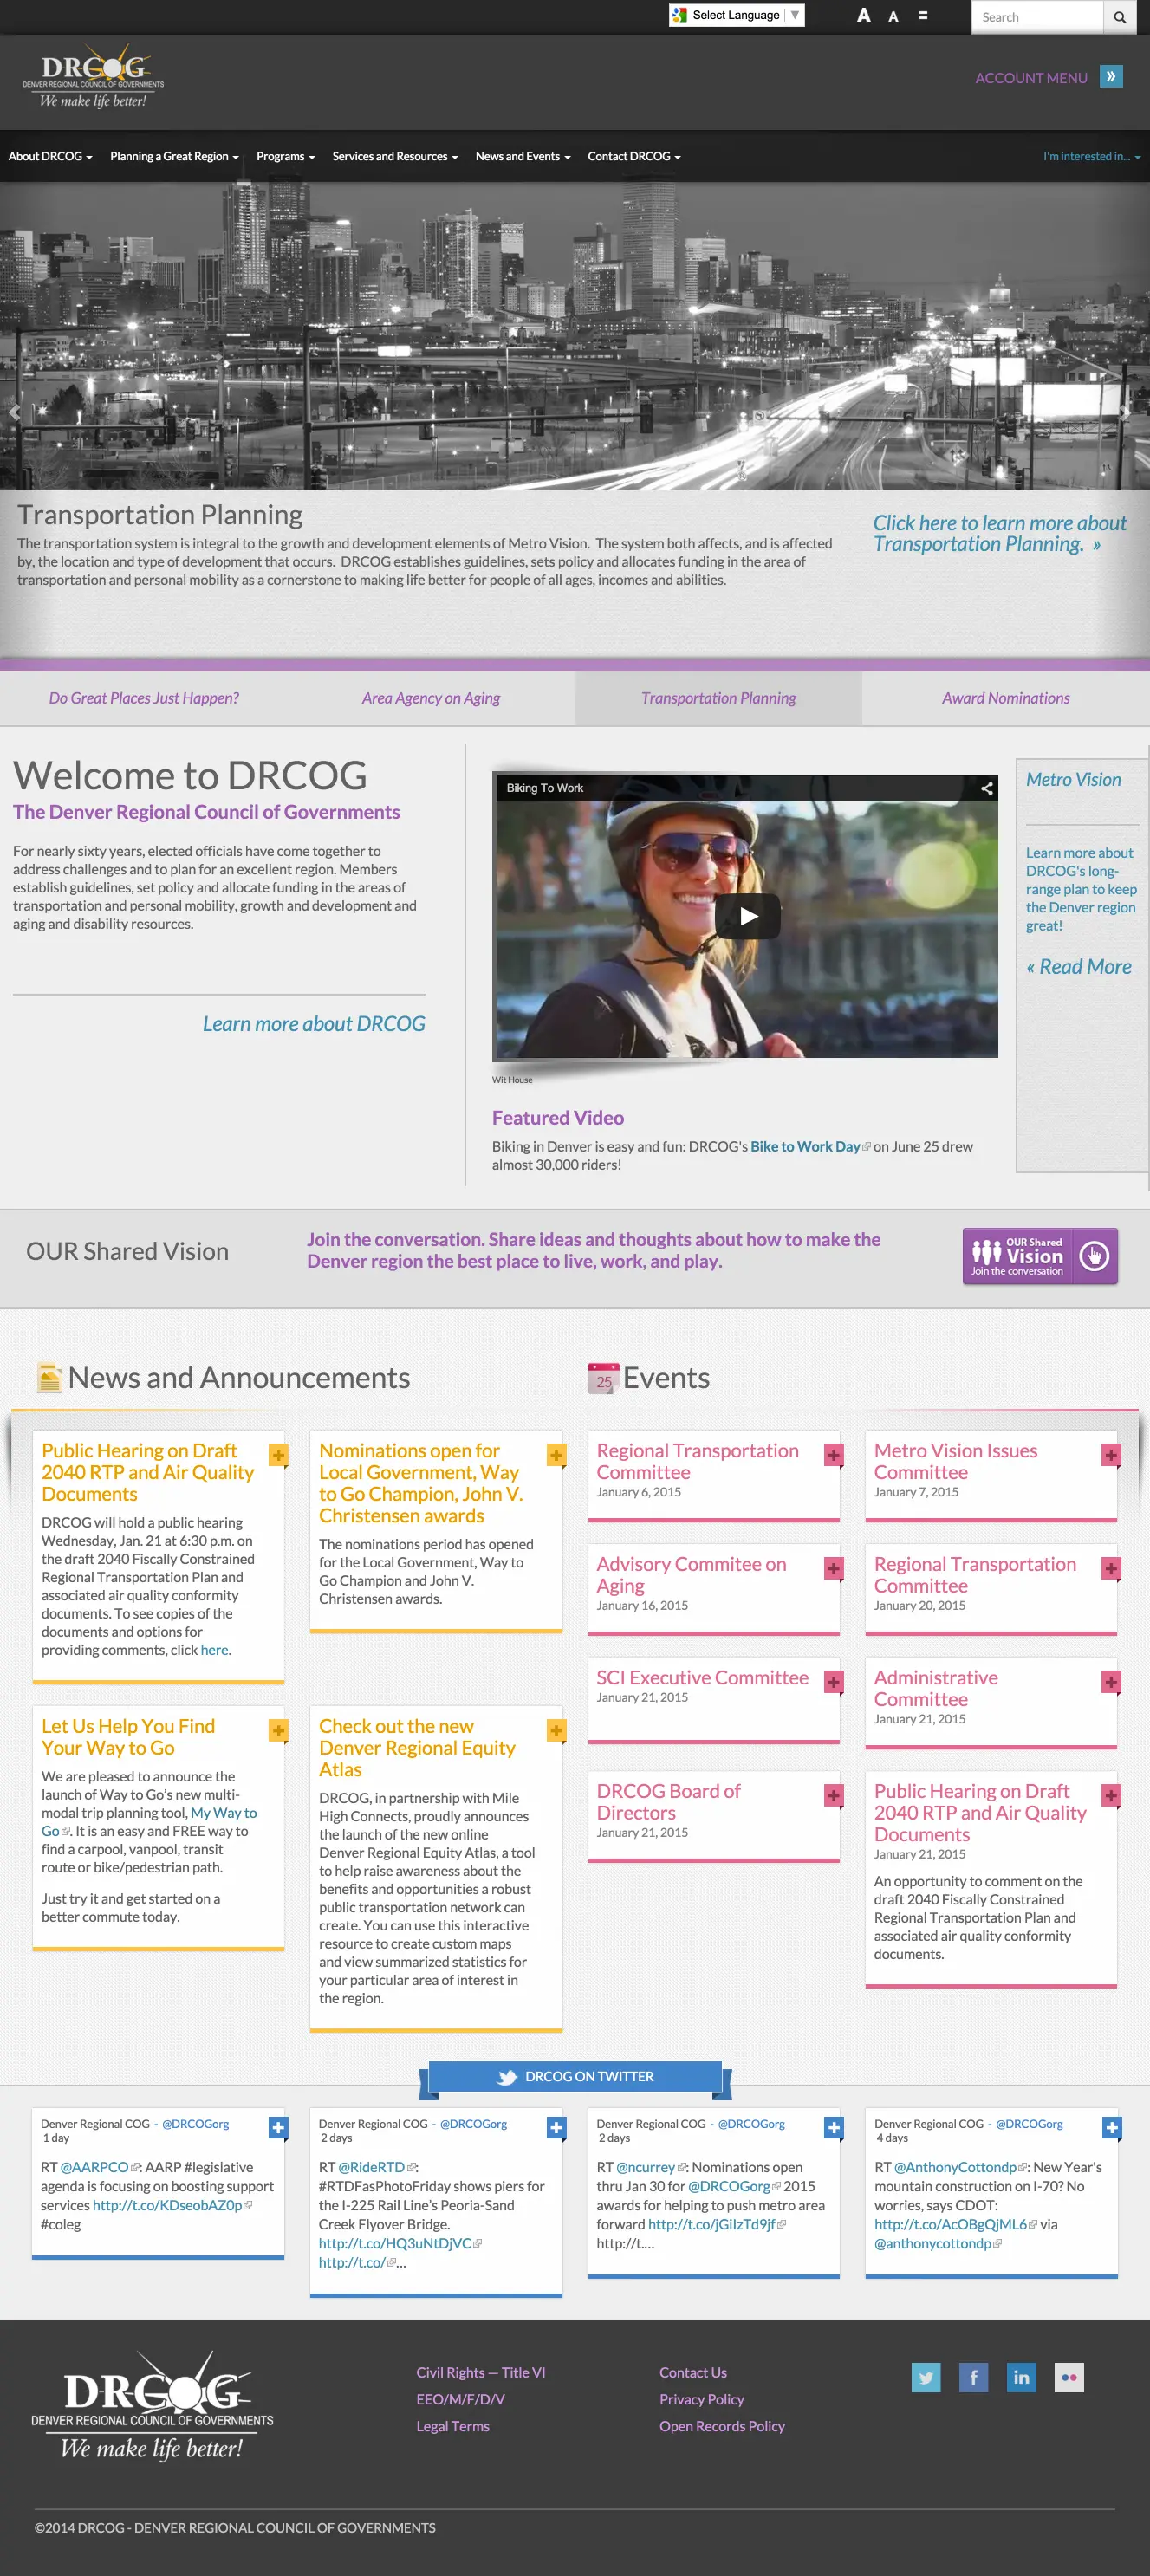 Select Language ▼
A A =
Search
DRCOG
DENVER REGIONAL COUNCIL OF GOVERNMENTS
We make life better!
ACCOUNT MENU »
About DRCOG Planning a Great Region Programs Services and Resources News and Events Contact DRCOG I'm interested in...
Transportation Planning
The transportation system is integral to the growth and development elements of Metro Vision. The system both affects, and is affected
by, the location and type of development that occurs. DRCOG establishes guidelines, sets policy and allocates funding in the area of
transportation and personal mobility as a cornerstone to making life better for people of all ages, incomes and abilities.
Click here to learn more about
Transportation Planning. »
Do Great Places Just Happen? Area Agency on Aging Transportation Planning Award Nominations
Welcome to DRCOG
The Denver Regional Council of Governments
For nearly sixty years, elected officials have come together to
address challenges and to plan for an excellent region. Members
establish guidelines, set policy and allocate funding in the areas of
transportation and personal mobility, growth and development and
aging and disability resources.
Learn more about DRCOG
Biking To Work
Wit House
Featured Video
Biking in Denver is easy and fun: DRCOG's Bike to Work Day on June 25 drew
almost 30,000 riders!
Metro Vision
Learn more about
DRCOG's long-
range plan to keep
the Denver region
great!
« Read More
OUR Shared Vision
Join the conversation. Share ideas and thoughts about how to make the
Denver region the best place to live, work, and play.
OUR Shared
Vision
Join the conversation
News and Announcements
Public Hearing on Draft
2040 RTP and Air Quality
Documents
DRCOG will hold a public hearing
Wednesday, Jan. 21 at 6:30 p.m. on
the draft 2040 Fiscally Constrained
Regional Transportation Plan and
associated air quality conformity
documents. To see copies of the
documents and options for
providing comments, click here.
Nominations open for
Local Government, Way
to Go Champion, John V.
Christensen awards
The nominations period has opened
for the Local Government, Way to
Go Champion and John V.
Christensen awards.
Let Us Help You Find
Your Way to Go
We are pleased to announce the
launch of Way to Go's new multi-
modal trip planning tool, My Way to
Go. It is an easy and FREE way to
find a carpool, vanpool, transit
route or bike/pedestrian path.
Just try it and get started on a
better commute today.
Check out the new
Denver Regional Equity
Atlas
DRCOG, in partnership with Mile
High Connects, proudly announces
the launch of the new online
Denver Regional Equity Atlas, a tool
to help raise awareness about the
benefits and opportunities a robust
public transportation network can
create. You can use this interactive
resource to create custom maps
and view summarized statistics for
your particular area of interest in
the region.
25
Events
Regional Transportation
Committee
January 6, 2015
Metro Vision Issues
Committee
January 7, 2015
Advisory Commitee on
Aging
January 16, 2015
Regional Transportation
Committee
January 20, 2015
SCI Executive Committee
January 21, 2015
Administrative
Committee
January 21, 2015
DRCOG Board of
Directors
January 21, 2015
Public Hearing on Draft
2040 RTP and Air Quality
Documents
January 21, 2015
An opportunity to comment on the
draft 2040 Fiscally Constrained
Regional Transportation Plan and
associated air quality conformity
documents.
DRCOG ON TWITTER
Denver Regional COG - @DRCOGorg
1 day
RT @AARPCO: AARP #legislative
agenda is focusing on boosting support
services http://t.co/KDseobAZ0p
#coleg
Denver Regional COG - @DRCOGorg
2 days
RT @RideRTD:
#RTDFasPhotoFriday shows piers for
the I-225 Rail Line's Peoria-Sand
Creek Flyover Bridge.
http://t.co/HQ3uNtDjVC
http://t.co/...
Denver Regional COG - @DRCOGorg
2 days
RT @ncurrey: Nominations open
thru Jan 30 for @DRCOGorg 2015
awards for helping to push metro area
forward http://t.co/jGiIzTd9jf
http://t....
Denver Regional COG - @DRCOGorg
4 days
RT @AnthonyCottondp: New Year's
mountain construction on I-70? No
worries, says CDOT:
http://t.co/AcOBgQjML6 via
@anthonycottondp
DRCOG
DENVER REGIONAL COUNCIL OF GOVERNMENTS
We make life better!
Civil Rights — Title VI
EEO/M/F/D/V
Legal Terms
Contact Us
Privacy Policy
Open Records Policy
f in
©2014 DRCOG - DENVER REGIONAL COUNCIL OF GOVERNMENTS